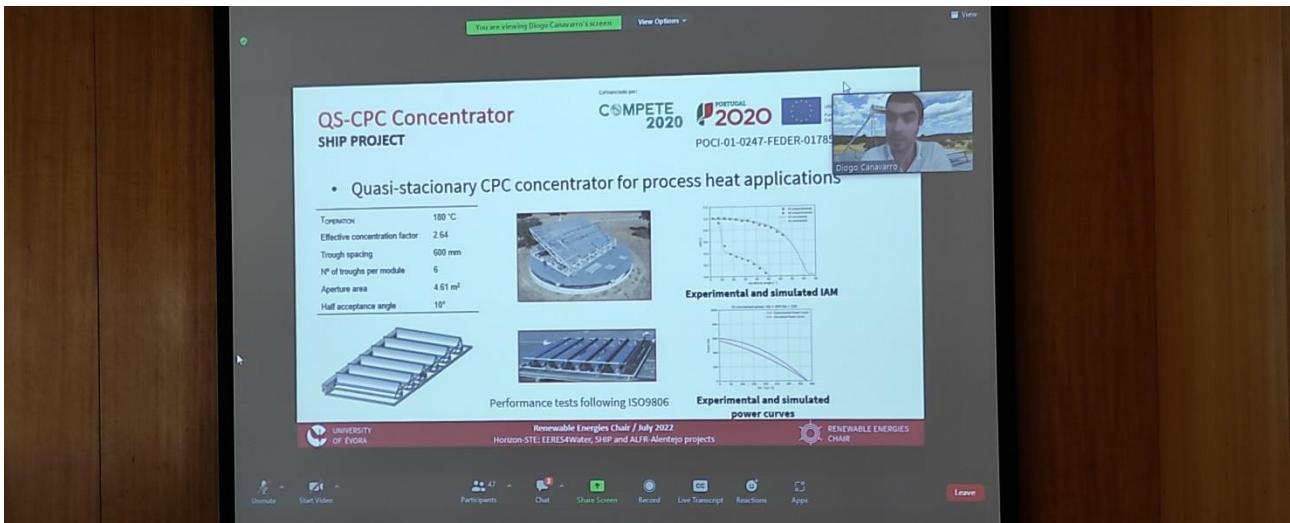 You are viewing Diogo Canavarro's screen
View Options
View
Cofinanciado por:
QS-CPC Concentrator
SHIP PROJECT
COMPETE
2020
PORTUGAL
2020
POCI-01-0247-FEDER-01785
Diogo Canavarro
• Quasi-stacionary CPC concentrator for process heat applications
TOPERATION 180 °C
Effective concentration factor 2.64
Trough spacing 600 mm
Nº of troughs per module 6
Aperture area 4.61 m²
Half acceptance angle 10°
Experimental and simulated IAM
Performance tests following ISO9806
Experimental and simulated
power curves
UNIVERSITY
OF ÉVORA
Renewable Energies Chair / July 2022
Horizon-STE: EERES4Water, SHIP and ALFR-Alentejo projects
RENEWABLE ENERGIES
CHAIR
Unmute
Start Video
47
Participants
3
Chat
Share Screen
Record
CC
Live Transcript
Reactions
Apps
Leave